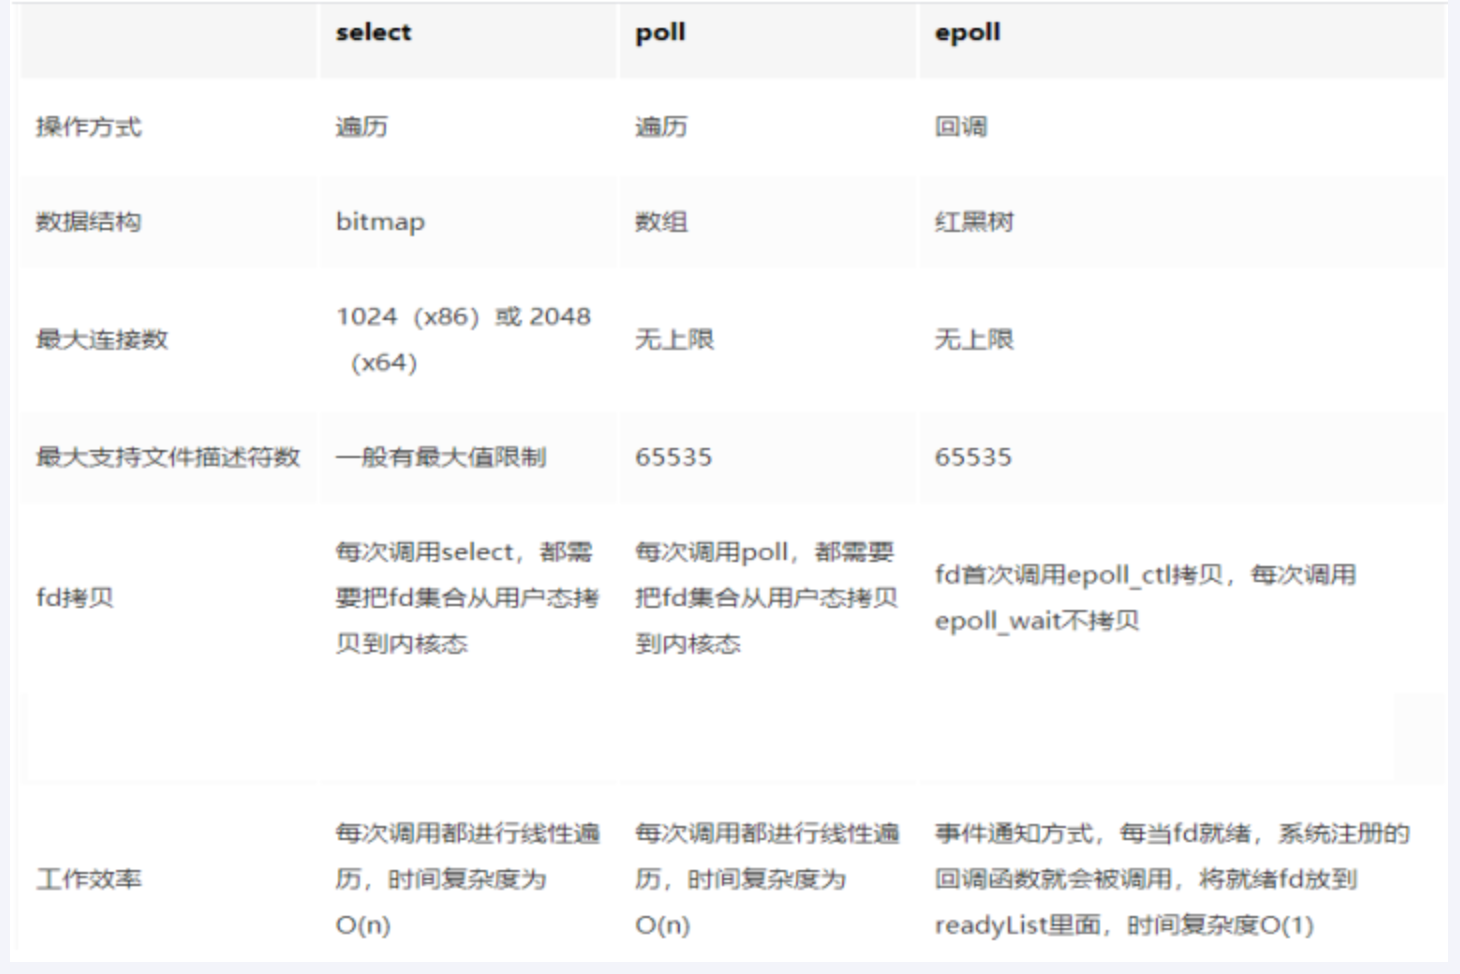 select poll epoll
操作方式 遍历 遍历 回调
数据结构 bitmap 数组 红黑树
最大连接数 1024（x86）或 2048（x64） 无上限 无上限
最大支持文件描述符数 一般有最大值限制 65535 65535
fd拷贝
每次调用select，都需
要把fd集合从用户态拷
贝到内核态
每次调用poll，都需要
把fd集合从用户态拷贝
到内核态
fd首次调用epoll_ctl拷贝，每次调用
epoll_wait不拷贝
工作效率
每次调用都进行线性遍
历，时间复杂度为
O(n)
每次调用都进行线性遍
历，时间复杂度为
O(n)
事件通知方式，每当fd就绪，系统注册的
回调函数就会被调用，将就绪fd放到
readyList里面，时间复杂度O(1)